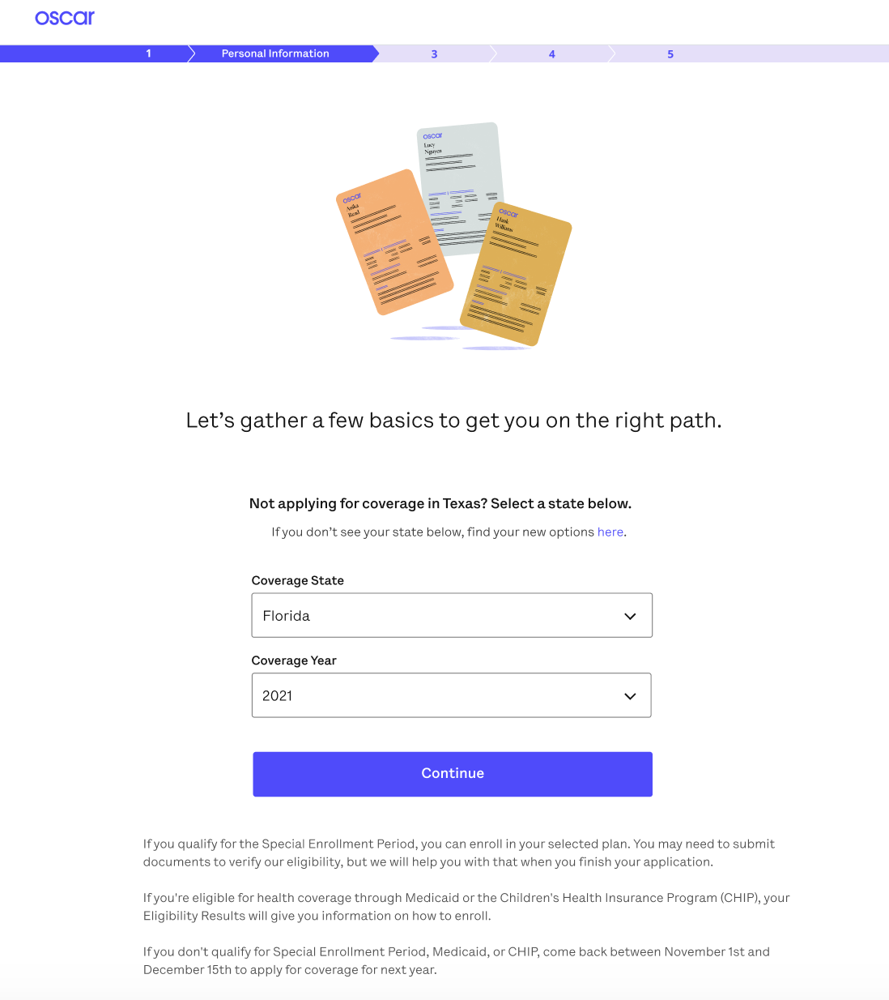 oscar
1
Personal Information
3
4
5
oscar
Lucy
Nguyen
oscar
Anika
Read
oscar
Hank
Williams
Let's gather a few basics to get you on the right path.
Not applying for coverage in Texas? Select a state below.
If you don't see your state below, find your new options here.
Coverage State
Florida
Coverage Year
2021
Continue
If you qualify for the Special Enrollment Period, you can enroll in your selected plan. You may need to submit
documents to verify our eligibility, but we will help you with that when you finish your application.
If you're eligible for health coverage through Medicaid or the Children's Health Insurance Program (CHIP), your
Eligibility Results will give you information on how to enroll.
If you don't qualify for Special Enrollment Period, Medicaid, or CHIP, come back between November 1st and
December 15th to apply for coverage for next year.